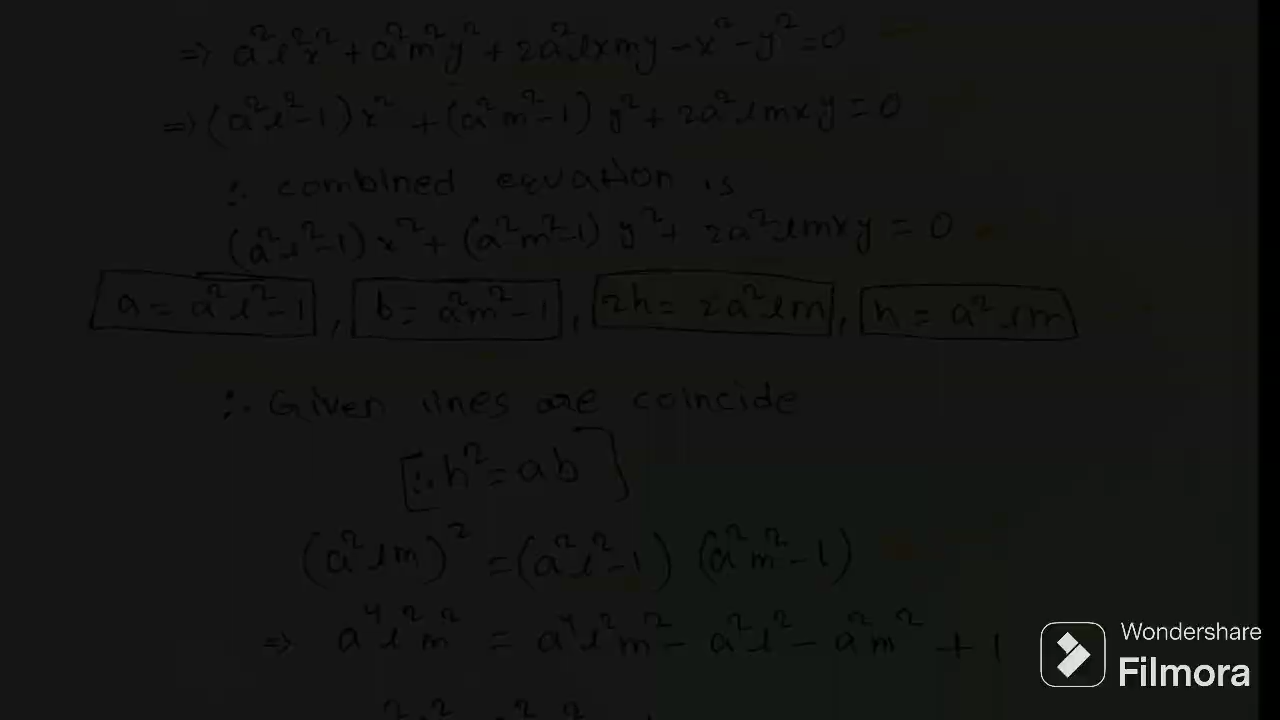 => a²l²x² + a²m²y² + 2a²lxmy - x² - y² = 0
=> (a²l² - 1) x² + (a²m² - 1) y² + 2a²lmxy = 0
∴ combined equation is
(a²l² - 1) x² + (a²m² - 1) y² + 2a²lmxy = 0
a = a²l² - 1 , b = a²m² - 1 , 2h = 2a²lm , h = a²lm
∴ Given lines are coincide
[∴ h² = ab]
(a²lm)² = (a²l² - 1) (a²m² - 1)
=> a⁴l²m² = a⁴l²m² - a²l² - a²m² + 1
Wondershare
Filmora